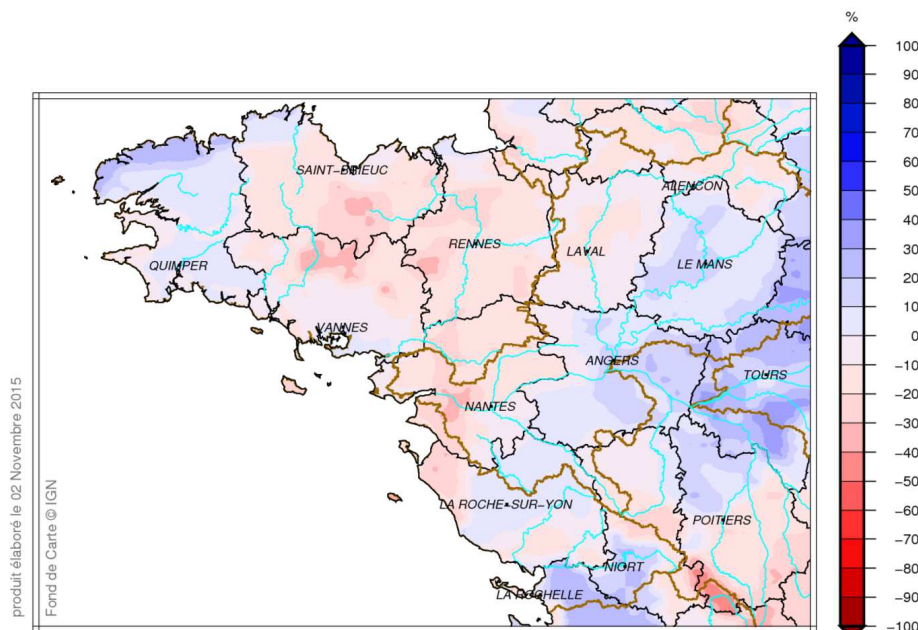 %
100
90
80
70
60
50
40
30
20
10
0
-10
-20
-30
-40
-50
-60
-70
-80
-90
-100
SAINT-BRIEUC
ALENCON
RENNES
LAVAL
QUIMPER
LE MANS
VANNES
ANGERS
TOURS
NANTES
LA ROCHE-SUR-YON
POITIERS
NIORT
LA ROCHELLE
produit élaboré le 02 Novembre 2015
Fond de Carte © IGN